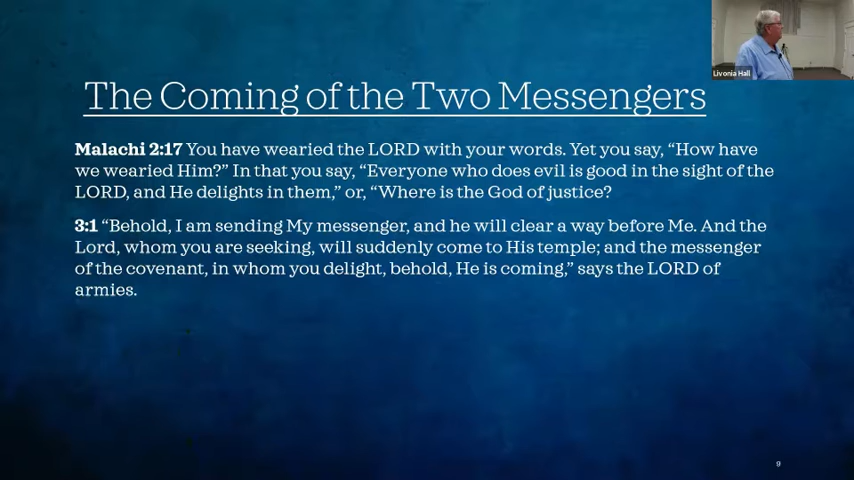 Livonia Hall
The Coming of the Two Messengers
Malachi 2:17 You have wearied the LORD with your words. Yet you say, “How have
we wearied Him?” In that you say, “Everyone who does evil is good in the sight of the
LORD, and He delights in them,” or, “Where is the God of justice?
3:1 “Behold, I am sending My messenger, and he will clear a way before Me. And the
Lord, whom you are seeking, will suddenly come to His temple; and the messenger
of the covenant, in whom you delight, behold, He is coming,” says the LORD of
armies.
9